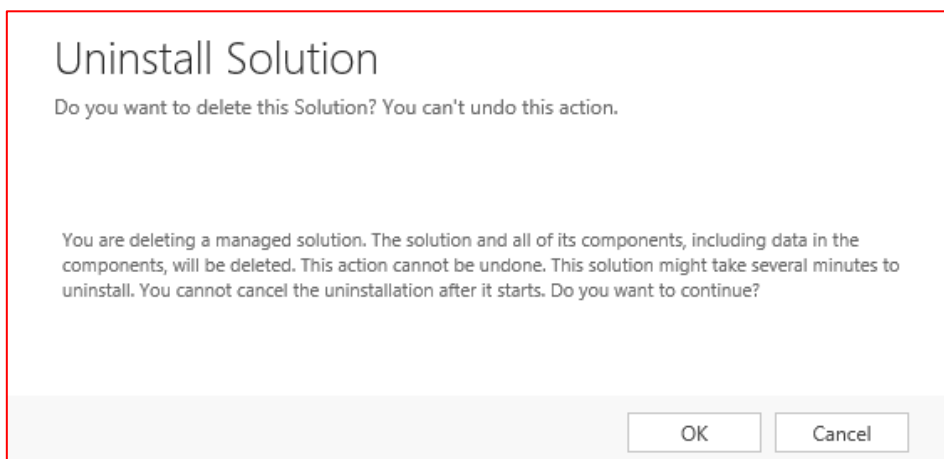 Uninstall Solution
Do you want to delete this Solution? You can't undo this action.
You are deleting a managed solution. The solution and all of its components, including data in the
components, will be deleted. This action cannot be undone. This solution might take several minutes to
uninstall. You cannot cancel the uninstallation after it starts. Do you want to continue?
OK
Cancel